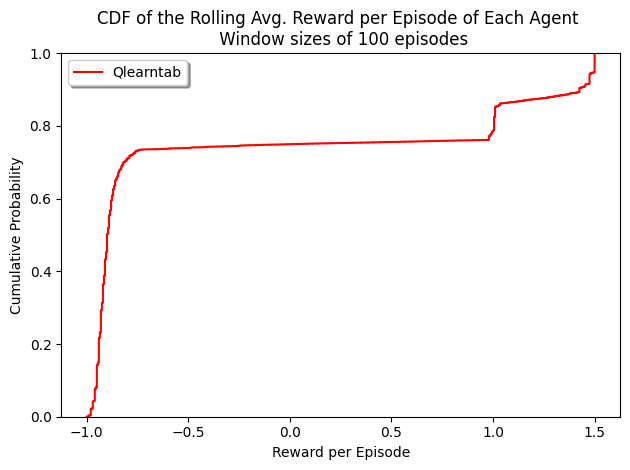 CDF of the Rolling Avg. Reward per Episode of Each Agent
Window sizes of 100 episodes
Qlearntab
1.0
0.8
0.6
0.4
0.2
0.0
Cumulative Probability
−1.0 −0.5 0.0 0.5 1.0 1.5
Reward per Episode